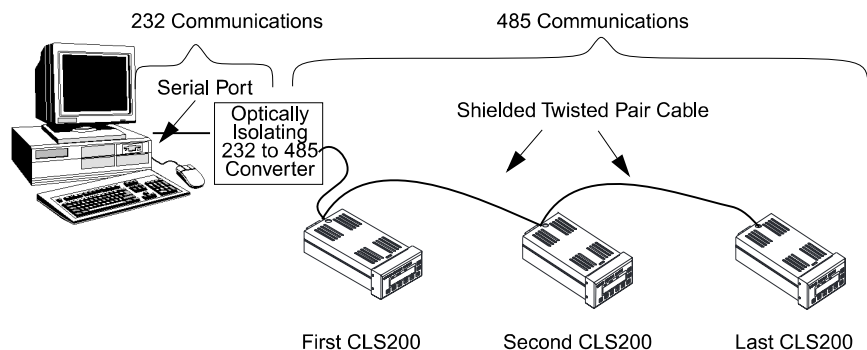 232 Communications
485 Communications
Serial Port
Shielded Twisted Pair Cable
Optically
Isolating
232 to 485
Converter
First CLS200
Second CLS200
Last CLS200